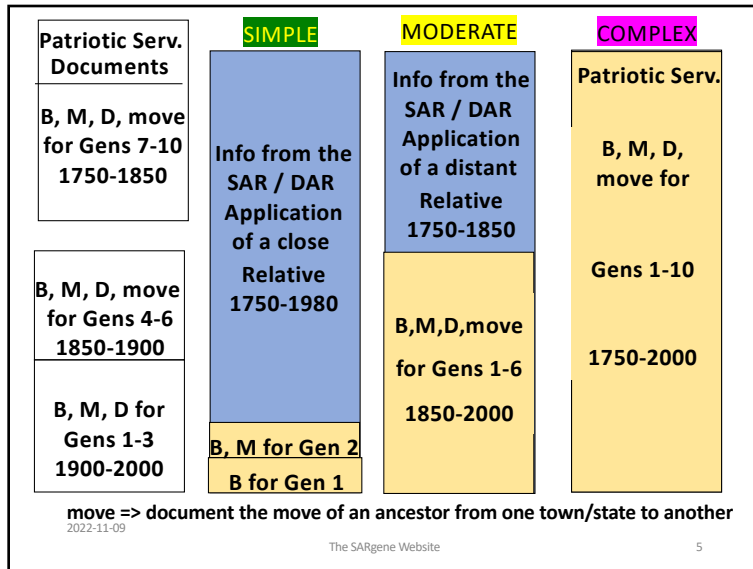 Patriotic Serv.
Documents
B, M, D, move
for Gens 7-10
1750-1850
B, M, D, move
for Gens 4-6
1850-1900
B, M, D for
Gens 1-3
1900-2000
SIMPLE
Info from the
SAR / DAR
Application
of a close
Relative
1750-1980
B, M for Gen 2
B for Gen 1
MODERATE
Info from the
SAR / DAR
Application
of a distant
Relative
1750-1850
B,M,D,move
for Gens 1-6
1850-2000
COMPLEX
Patriotic Serv.
B, M, D,
move for
Gens 1-10
1750-2000
move => document the move of an ancestor from one town/state to another
2022-11-09
The SARgene Website
5